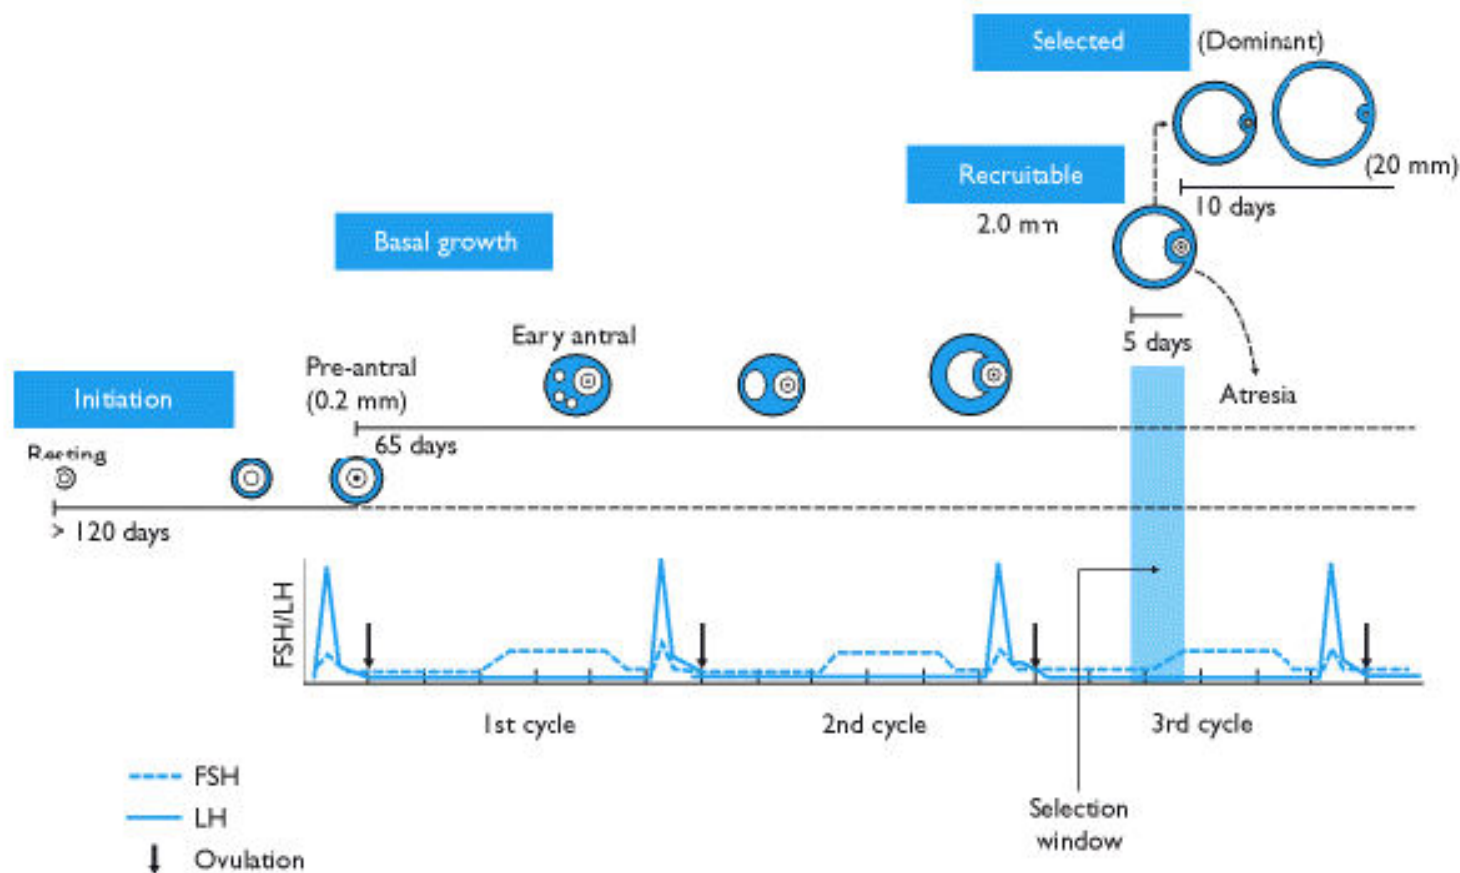 Selected
(Dominant)
Recruitable
2.0 mm
(20 mm)
10 days
Basal growth
5 days
Atresia
Ear y antral
Pre-antral
(0.2 mm)
65 days
Initiation
Resting
> 120 days
FSH/LH
1st cycle
2nd cycle
3rd cycle
Selection
window
FSH
LH
Ovulation